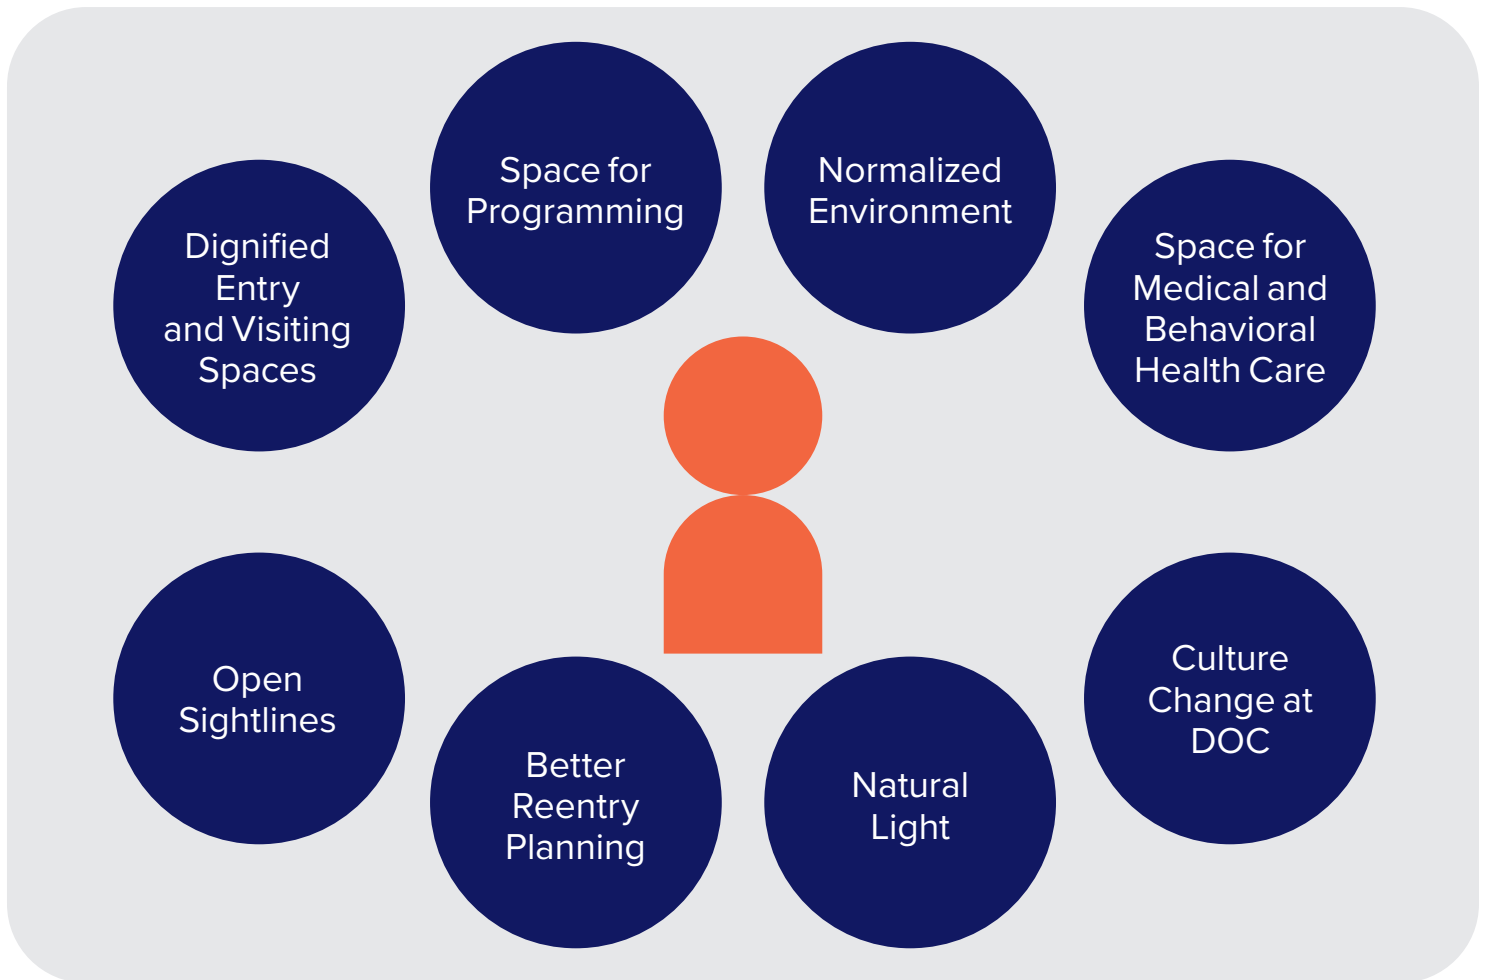 Space for
Programming
Normalized
Environment
Dignified
Entry
and Visiting
Spaces
Space for
Medical and
Behavioral
Health Care
Open
Sightlines
Better
Reentry
Planning
Natural
Light
Culture
Change at
DOC